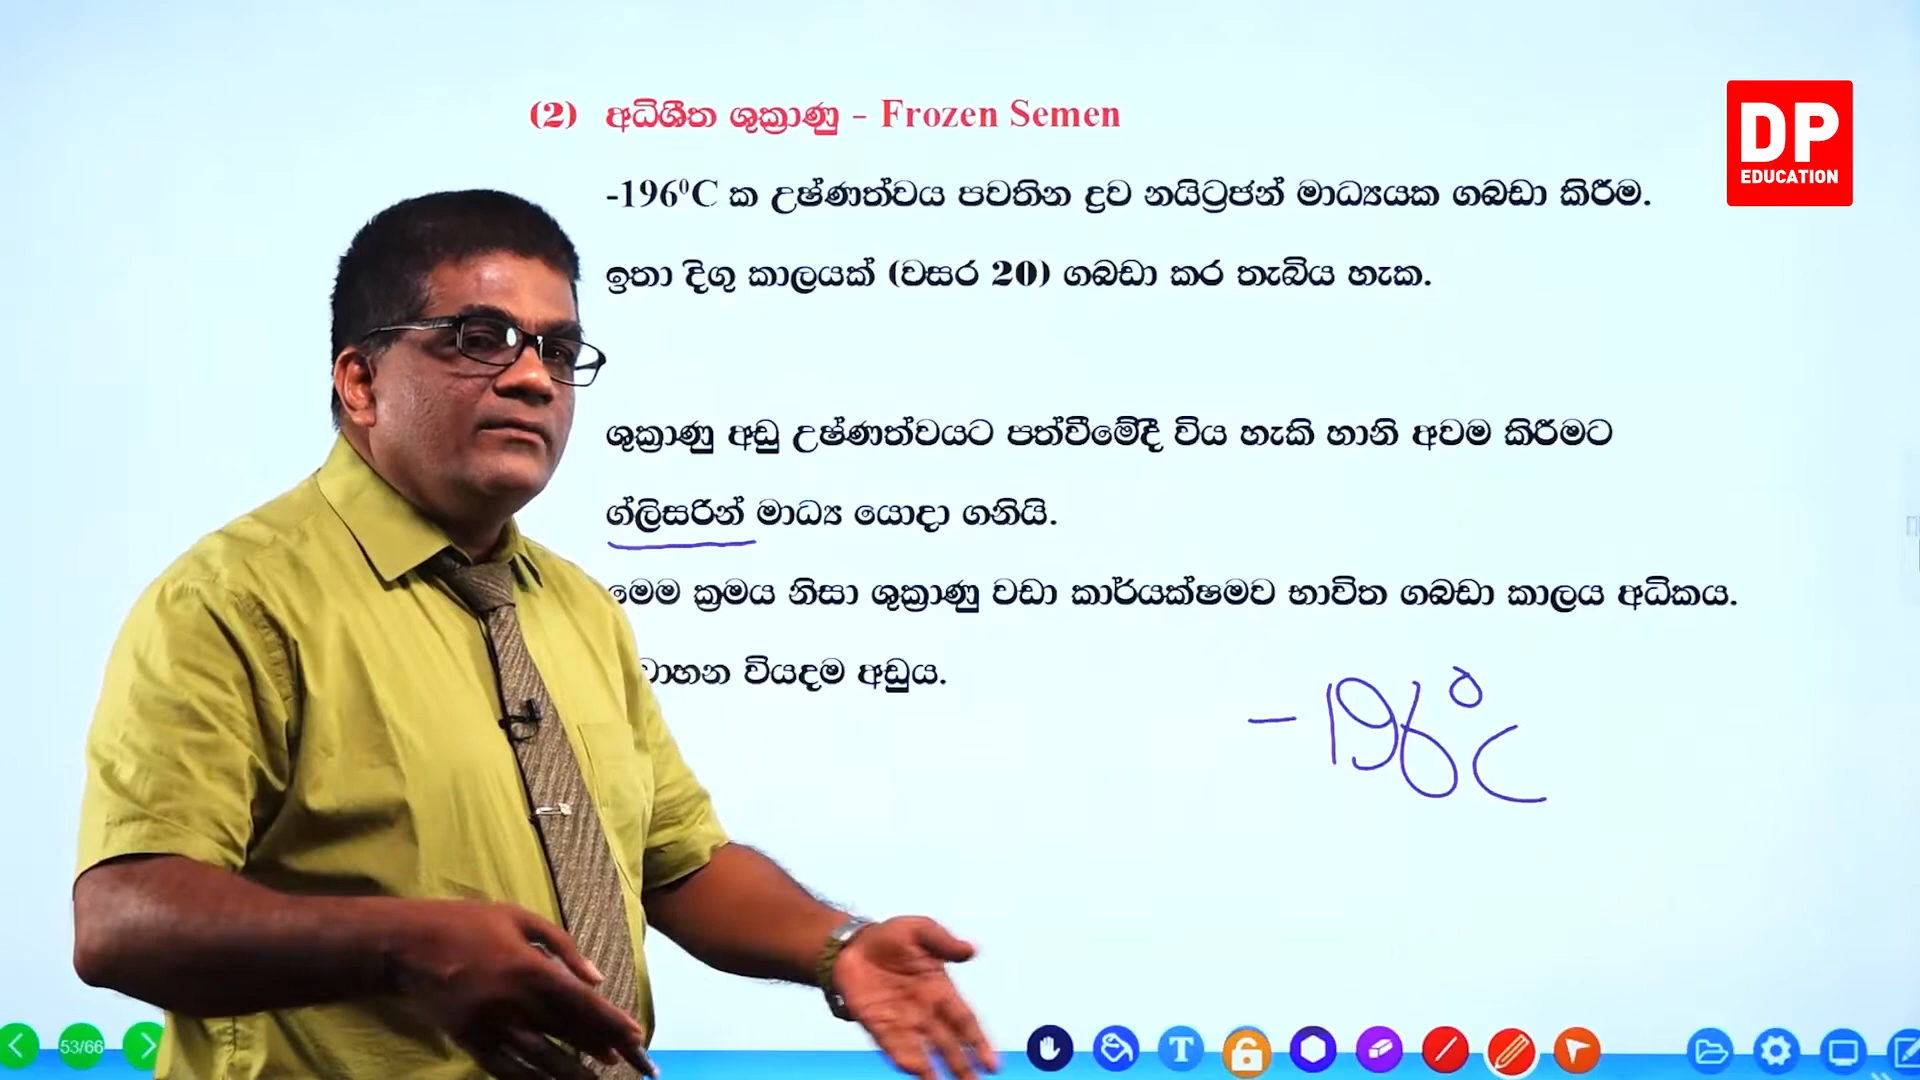 (2) අධිශීත ශුක්‍රාණු - Frozen Semen
DP
EDUCATION
-196⁰C ක උෂ්ණත්වය පවතින ද්‍රව නයිට්‍රජන් මාධ්‍යයක ගබඩා කිරීම.
ඉතා දිගු කාලයක් (වසර 20) ගබඩා කර තැබිය හැක.
ශුක්‍රාණු අඩු උෂ්ණත්වයට පත්වීමේදී විය හැකි හානි අවම කිරීමට
ග්ලිසරින් මාධ්‍ය යොදා ගනියි.
මෙම ක්‍රමය නිසා ශුක්‍රාණු වඩා කාර්යක්ෂමව භාවිත ගබඩා කාලය අධිකය.
වියදම අඩුය.
-196°C
53/66
T